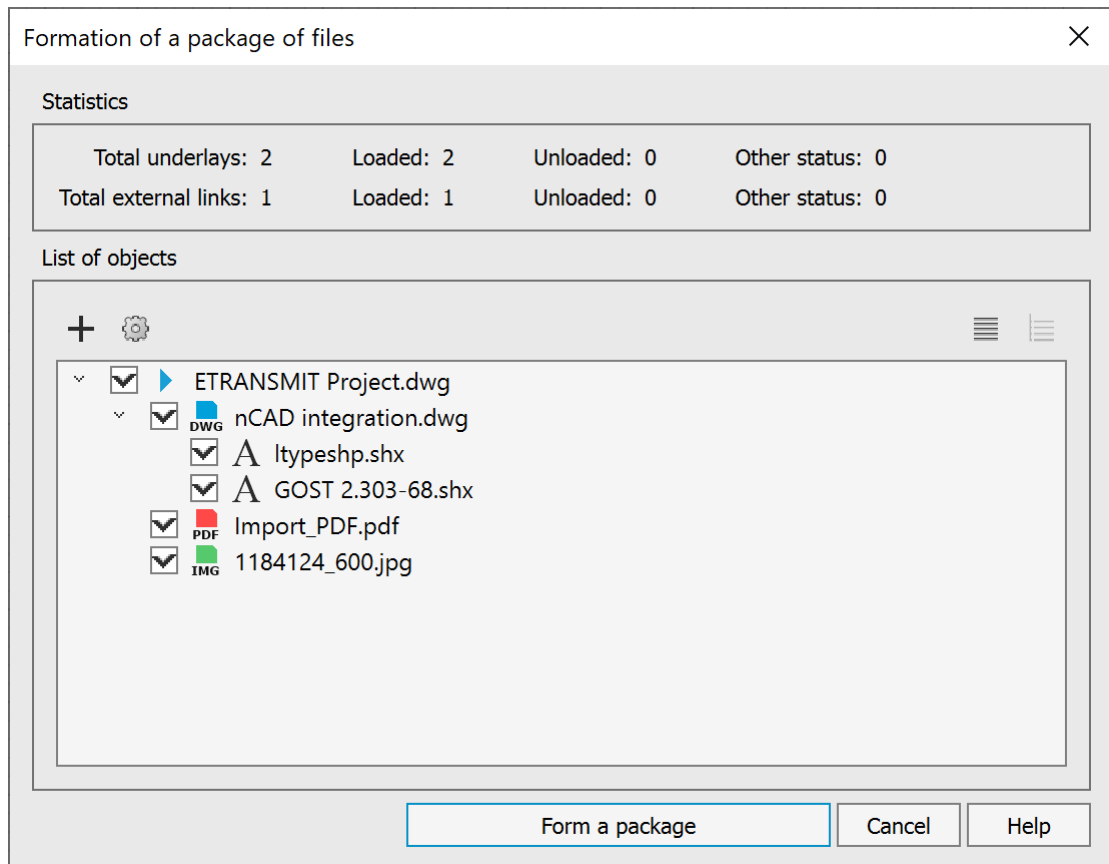 Formation of a package of files
Statistics
Total underlays: 2 Loaded: 2 Unloaded: 0 Other status: 0
Total external links: 1 Loaded: 1 Unloaded: 0 Other status: 0
List of objects
ETRANSMIT Project.dwg
DWG nCAD integration.dwg
A ltypeshp.shx
A GOST 2.303-68.shx
PDF Import_PDF.pdf
IMG 1184124_600.jpg
Form a package Cancel Help